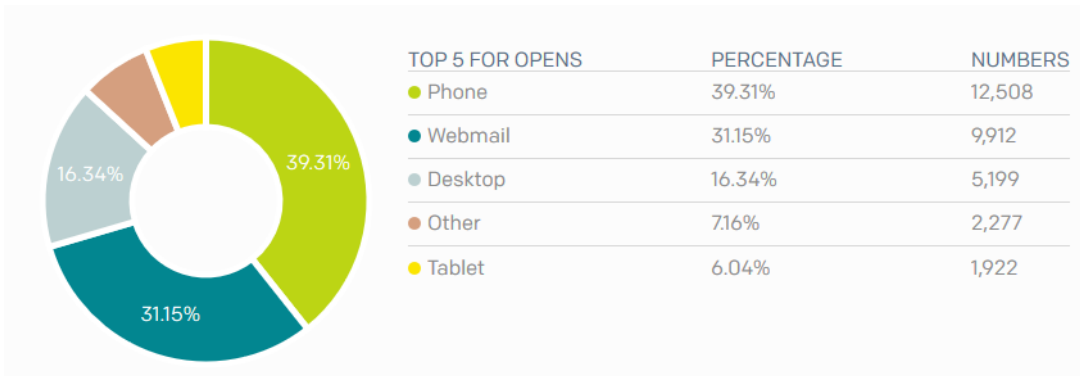 TOP 5 FOR OPENS PERCENTAGE NUMBERS
Phone 39.31% 12,508
Webmail 31.15% 9,912
Desktop 16.34% 5,199
Other 7.16% 2,277
Tablet 6.04% 1,922
39.31%
16.34%
31.15%